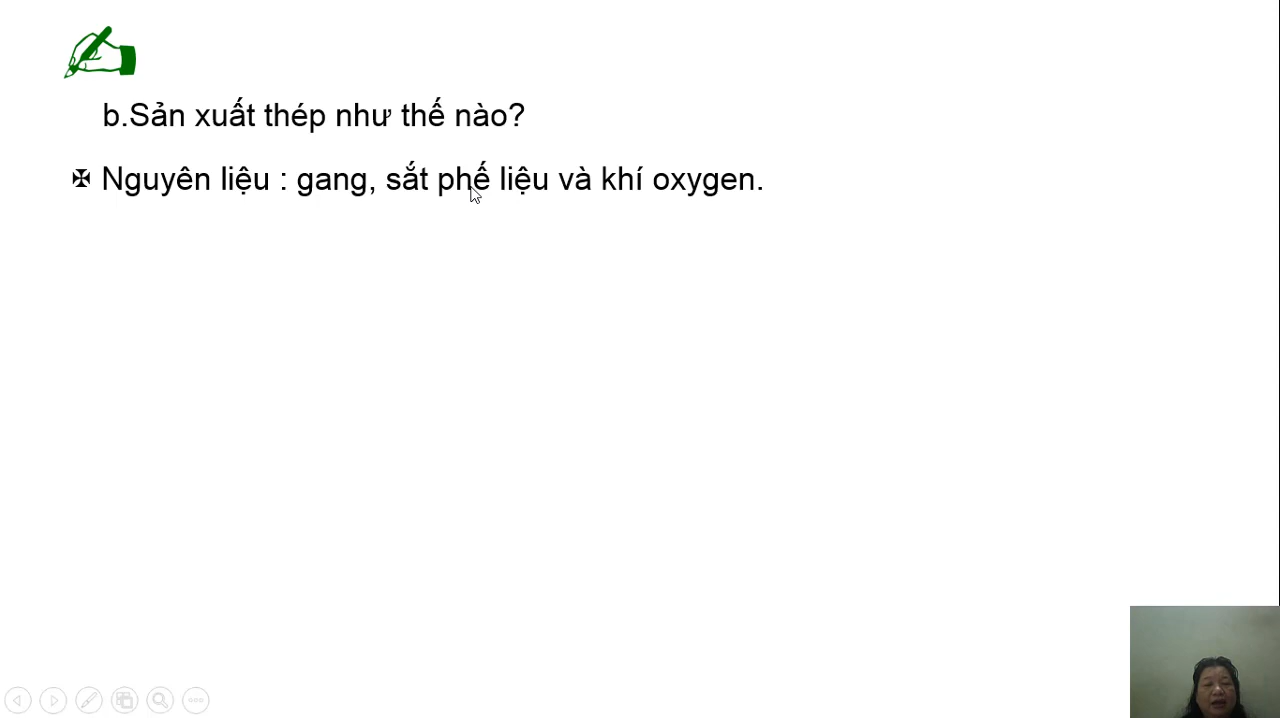 b.Sản xuất thép như thế nào?
Nguyên liệu : gang, sắt phế liệu và khí oxygen.